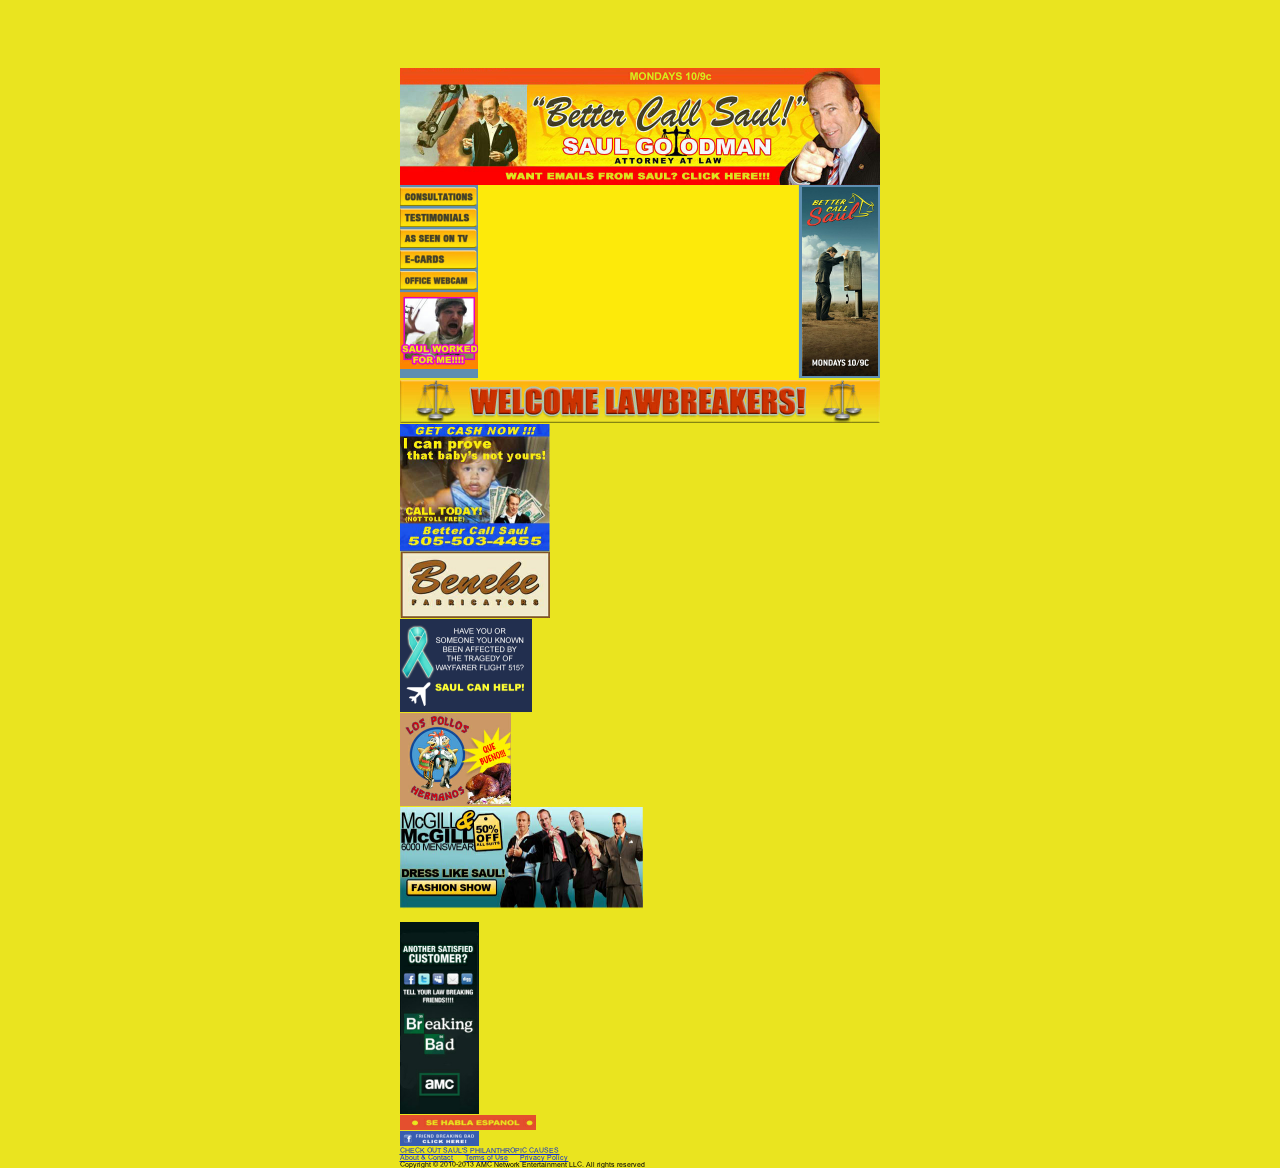 MONDAYS 10/9c
"Better Call Saul!"
SAUL GOODMAN
ATTORNEY AT LAW
WANT EMAILS FROM SAUL? CLICK HERE!!!
CONSULTATIONS
TESTIMONIALS
AS SEEN ON TV
E-CARDS
OFFICE WEBCAM
SAUL WORKED
FOR ME!!!!
BETTER
CALL
Saul
MONDAYS 10/9C
WELCOME LAWBREAKERS!
GET CASH NOW !!!
I can prove
that baby's not yours!
CALL TODAY!
(NOT TOLL FREE)
Better Call Saul
505-503-4455
Beneke
FABRICATORS
HAVE YOU OR
SOMEONE YOU KNOWN
BEEN AFFECTED BY
THE TRAGEDY OF
WAYFARER FLIGHT 515?
SAUL CAN HELP!
LOS POLLOS
HERMANOS
QUE
BUENO!!!
McGILL &
McGILL
6000 MENSWEAR
50%
OFF
ALL SUITS
DRESS LIKE SAUL!
FASHION SHOW
ANOTHER SATISFIED
CUSTOMER?
TELL YOUR LAW BREAKING
FRIENDS!!!!
Breaking
Bad
aMC
SE HABLA ESPANOL
FRIEND BREAKING BAD
CLICK HERE!
CHECK OUT SAUL'S PHILANTHROPIC CAUSES
About & Contact Terms of Use Privacy Policy
Copyright © 2010-2013 AMC Network Entertainment LLC. All rights reserved